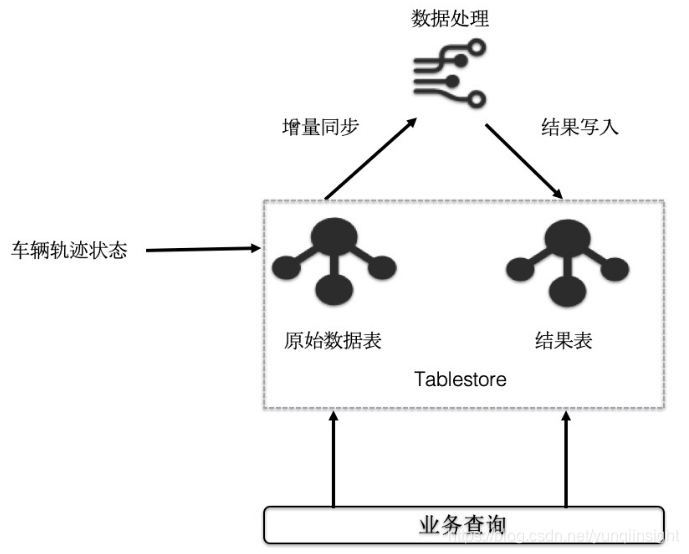 数据处理
增量同步
结果写入
车辆轨迹状态
原始数据表
结果表
Tablestore
业务查询
https://blog.csdn.net/yunqiinsight